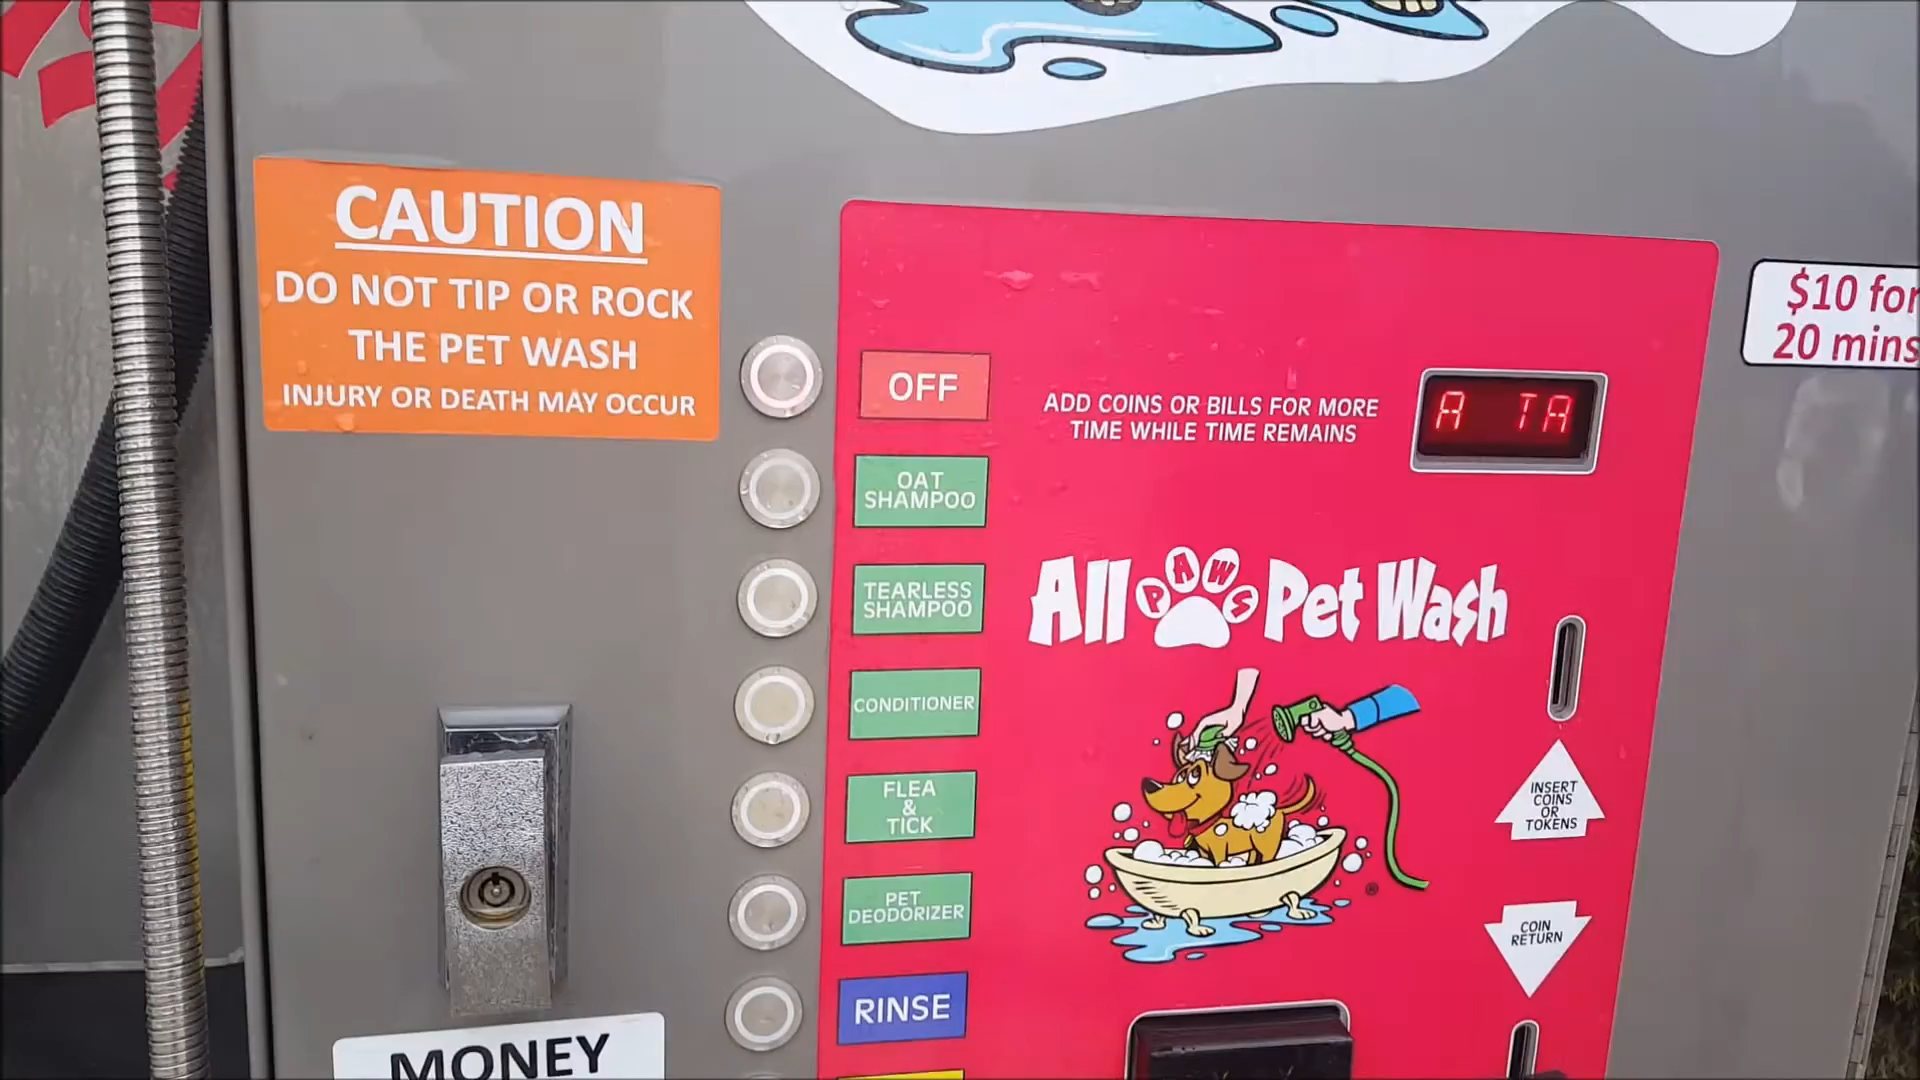 CAUTION
DO NOT TIP OR ROCK
THE PET WASH
INJURY OR DEATH MAY OCCUR
OFF
OAT
SHAMPOO
TEARLESS
SHAMPOO
CONDITIONER
FLEA
&
TICK
PET
DEODORIZER
RINSE
MONEY
ADD COINS OR BILLS FOR MORE
TIME WHILE TIME REMAINS
A TA
All PAWS Pet Wash
INSERT
COINS
OR
TOKENS
COIN
RETURN
$10 for
20 mins